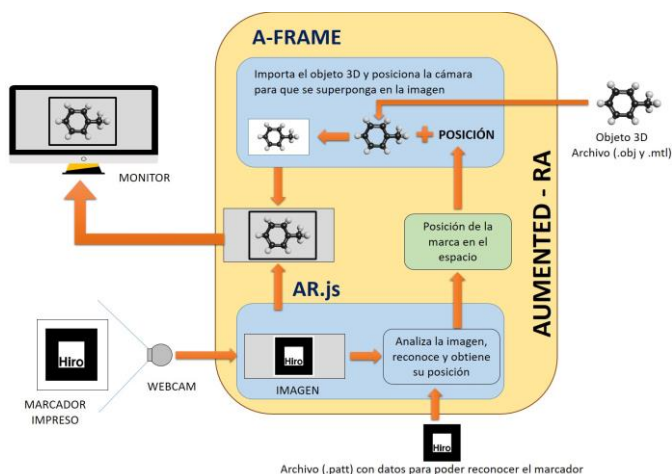 A-FRAME
Importa el objeto 3D y posiciona la cámara
para que se superponga en la imagen
POSICIÓN
Objeto 3D
Archivo (.obj y .mtl)
MONITOR
Posición de la
marca en el
espacio
AUMENTED - RA
AR.js
Hiro
MARCADOR
IMPRESO
WEBCAM
Hiro
IMAGEN
Analiza la imagen,
reconoce y obtiene
su posición
Hiro
Archivo (.patt) con datos para poder reconocer el marcador